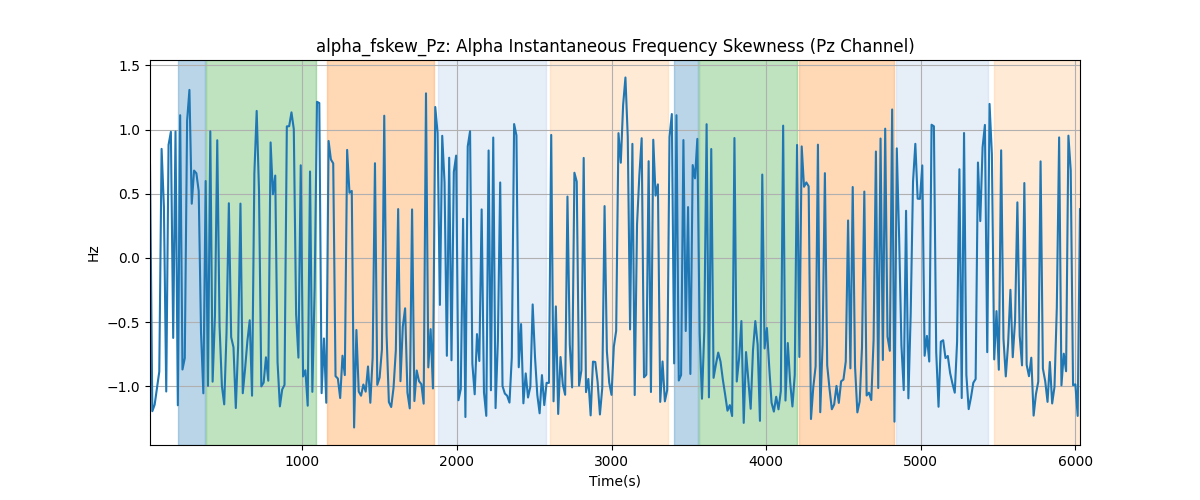 alpha_fskew_Pz: Alpha Instantaneous Frequency Skewness (Pz Channel)
1.5
1.0
0.5
0.0
−0.5
−1.0
Hz
1000 2000 3000 4000 5000 6000
Time(s)